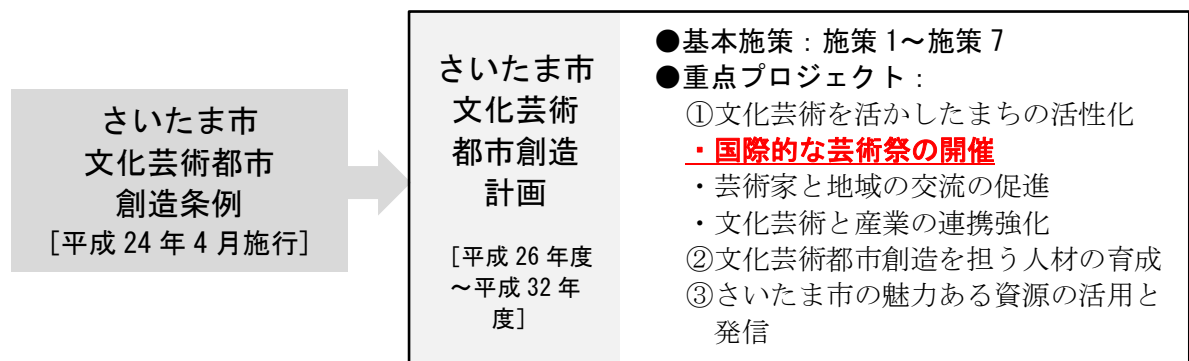 さいたま市
文化芸術都市
創造条例
[平成 24 年 4 月施行]
さいたま市
文化芸術
都市創造
計画
[平成 26 年度
～平成 32 年
度]
●基本施策：施策 1～施策 7
●重点プロジェクト：
①文化芸術を活かしたまちの活性化
・国際的な芸術祭の開催
・芸術家と地域の交流の促進
・文化芸術と産業の連携強化
②文化芸術都市創造を担う人材の育成
③さいたま市の魅力ある資源の活用と
発信